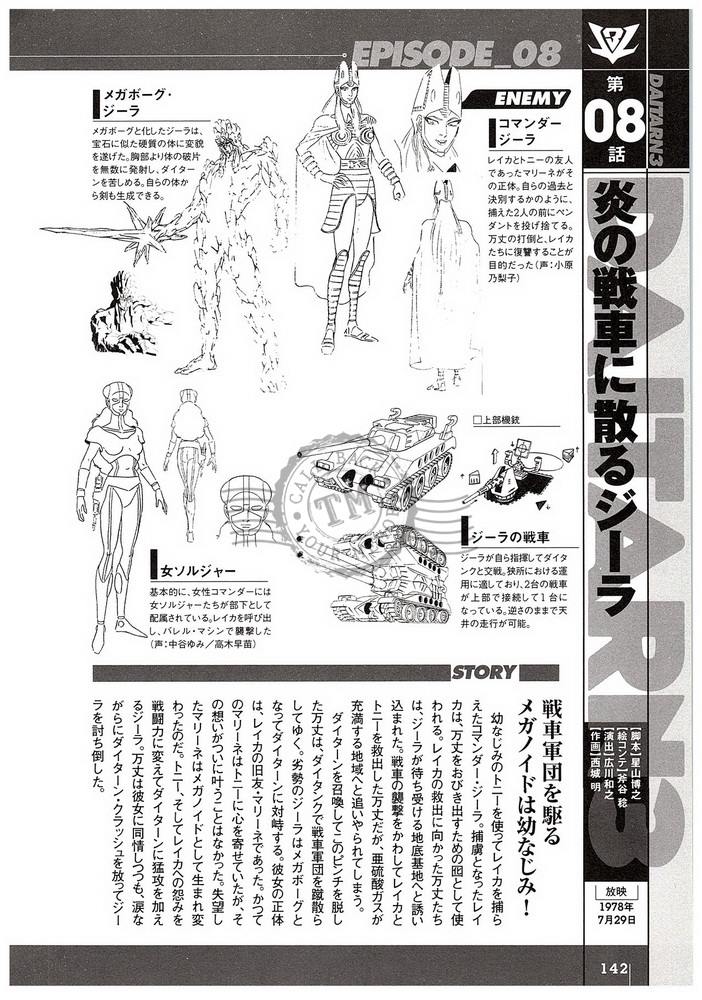 EPISODE_08
DAITARN3
第
08
話
炎の戦車に散るジーラ
DAITARN3
[脚本]星山博之
[絵コンテ]斧谷 稔
[演出]広川和之
[作画]西城 明
放映
1978年
7月29日
142
ENEMY
コマンダー
ジーラ
レイカとトニーの友人
であったマリーネがそ
の正体。自らの過去と
決別するかのように、
捕えた2人の前にペン
ダントを投げ捨てる。
万丈の打倒と、レイカ
たちに復讐することが
目的だった(声:小原
乃梨子)
メガボーグ・
ジーラ
メガボーグと化したジーラは、
宝石に似た硬質の体に変貌
を遂げた。胸部より体の破片
を無数に発射し、ダイター
ンを苦しめる。自らの体か
ら剣も生成できる。
□上部機銃
ジーラの戦車
ジーラが自ら指揮してダイタ
ンクと交戦。狭所における運
用に適しており、2台の戦車
が上部で接続して1台に
なっている。逆さのままで天
井の走行が可能。
女ソルジャー
基本的に、女性コマンダーには
女ソルジャーたちが部下として
配属されている。レイカを呼び出
し、バレル・マシンで襲撃した
(声:中谷ゆみ/高木早苗)
TM
STORY
戦車軍団を駆る
メガノイドは幼なじみ!
幼なじみのトニーを使ってレイカを捕ら
えたコマンダー・ジーラ。捕虜となったレイ
カは、万丈をおびき出すための囮として使
われる。レイカの救出に向かった万丈たち
はジーラが待ち受ける地底基地へと誘い
込まれた。戦車の襲撃をかわしてレイカと
トニーを救出した万丈だが、亜硫酸ガスが
充満する地域へと追いやられてしまう。
ダイターンを召喚してこのピンチを脱し
た万丈は、ダイタンクで戦車軍団を蹴散ら
してゆく。劣勢のジーラはメガボーグと
なってダイターンに対峙する。彼女の正体
は、レイカの旧友・マリーネであった。かつて
のマリーネはトニーに心を寄せていたが、そ
の想いがついに叶うことはなかった。失望し
たマリーネはメガノイドとして生まれ変
わったのだ。トニー、そしてレイカへの怨みを
戦闘力に変えてダイターンに猛攻を加え
るジーラ。万丈は彼女に同情しつつも、涙な
がらにダイターン・クラッシュを放ってジー
ラを討ち倒した。